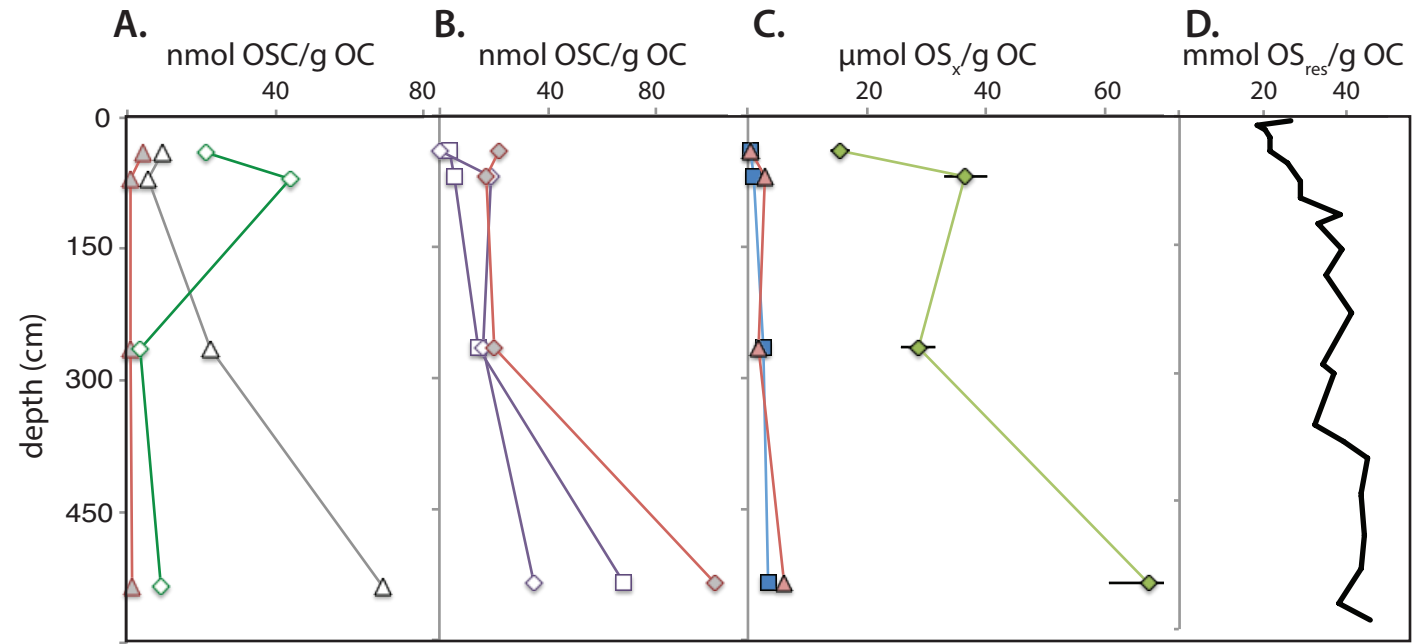 A. B. C. D.
nmol OSC/g OC nmol OSC/g OC µmol OSx/g OC mmol OSres/g OC
40 80 40 80 20 40 60 20 40
0
150
300
450
depth (cm)